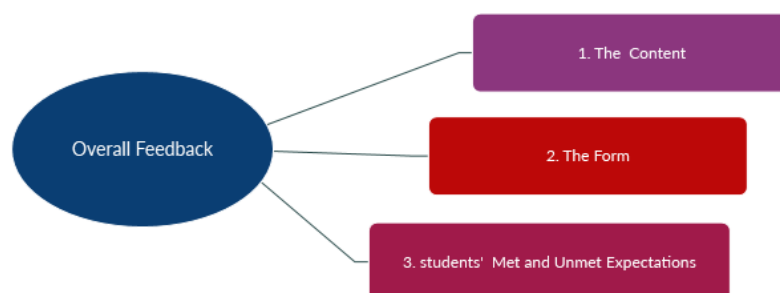 Overall Feedback
1. The Content
2. The Form
3. students' Met and Unmet Expectations